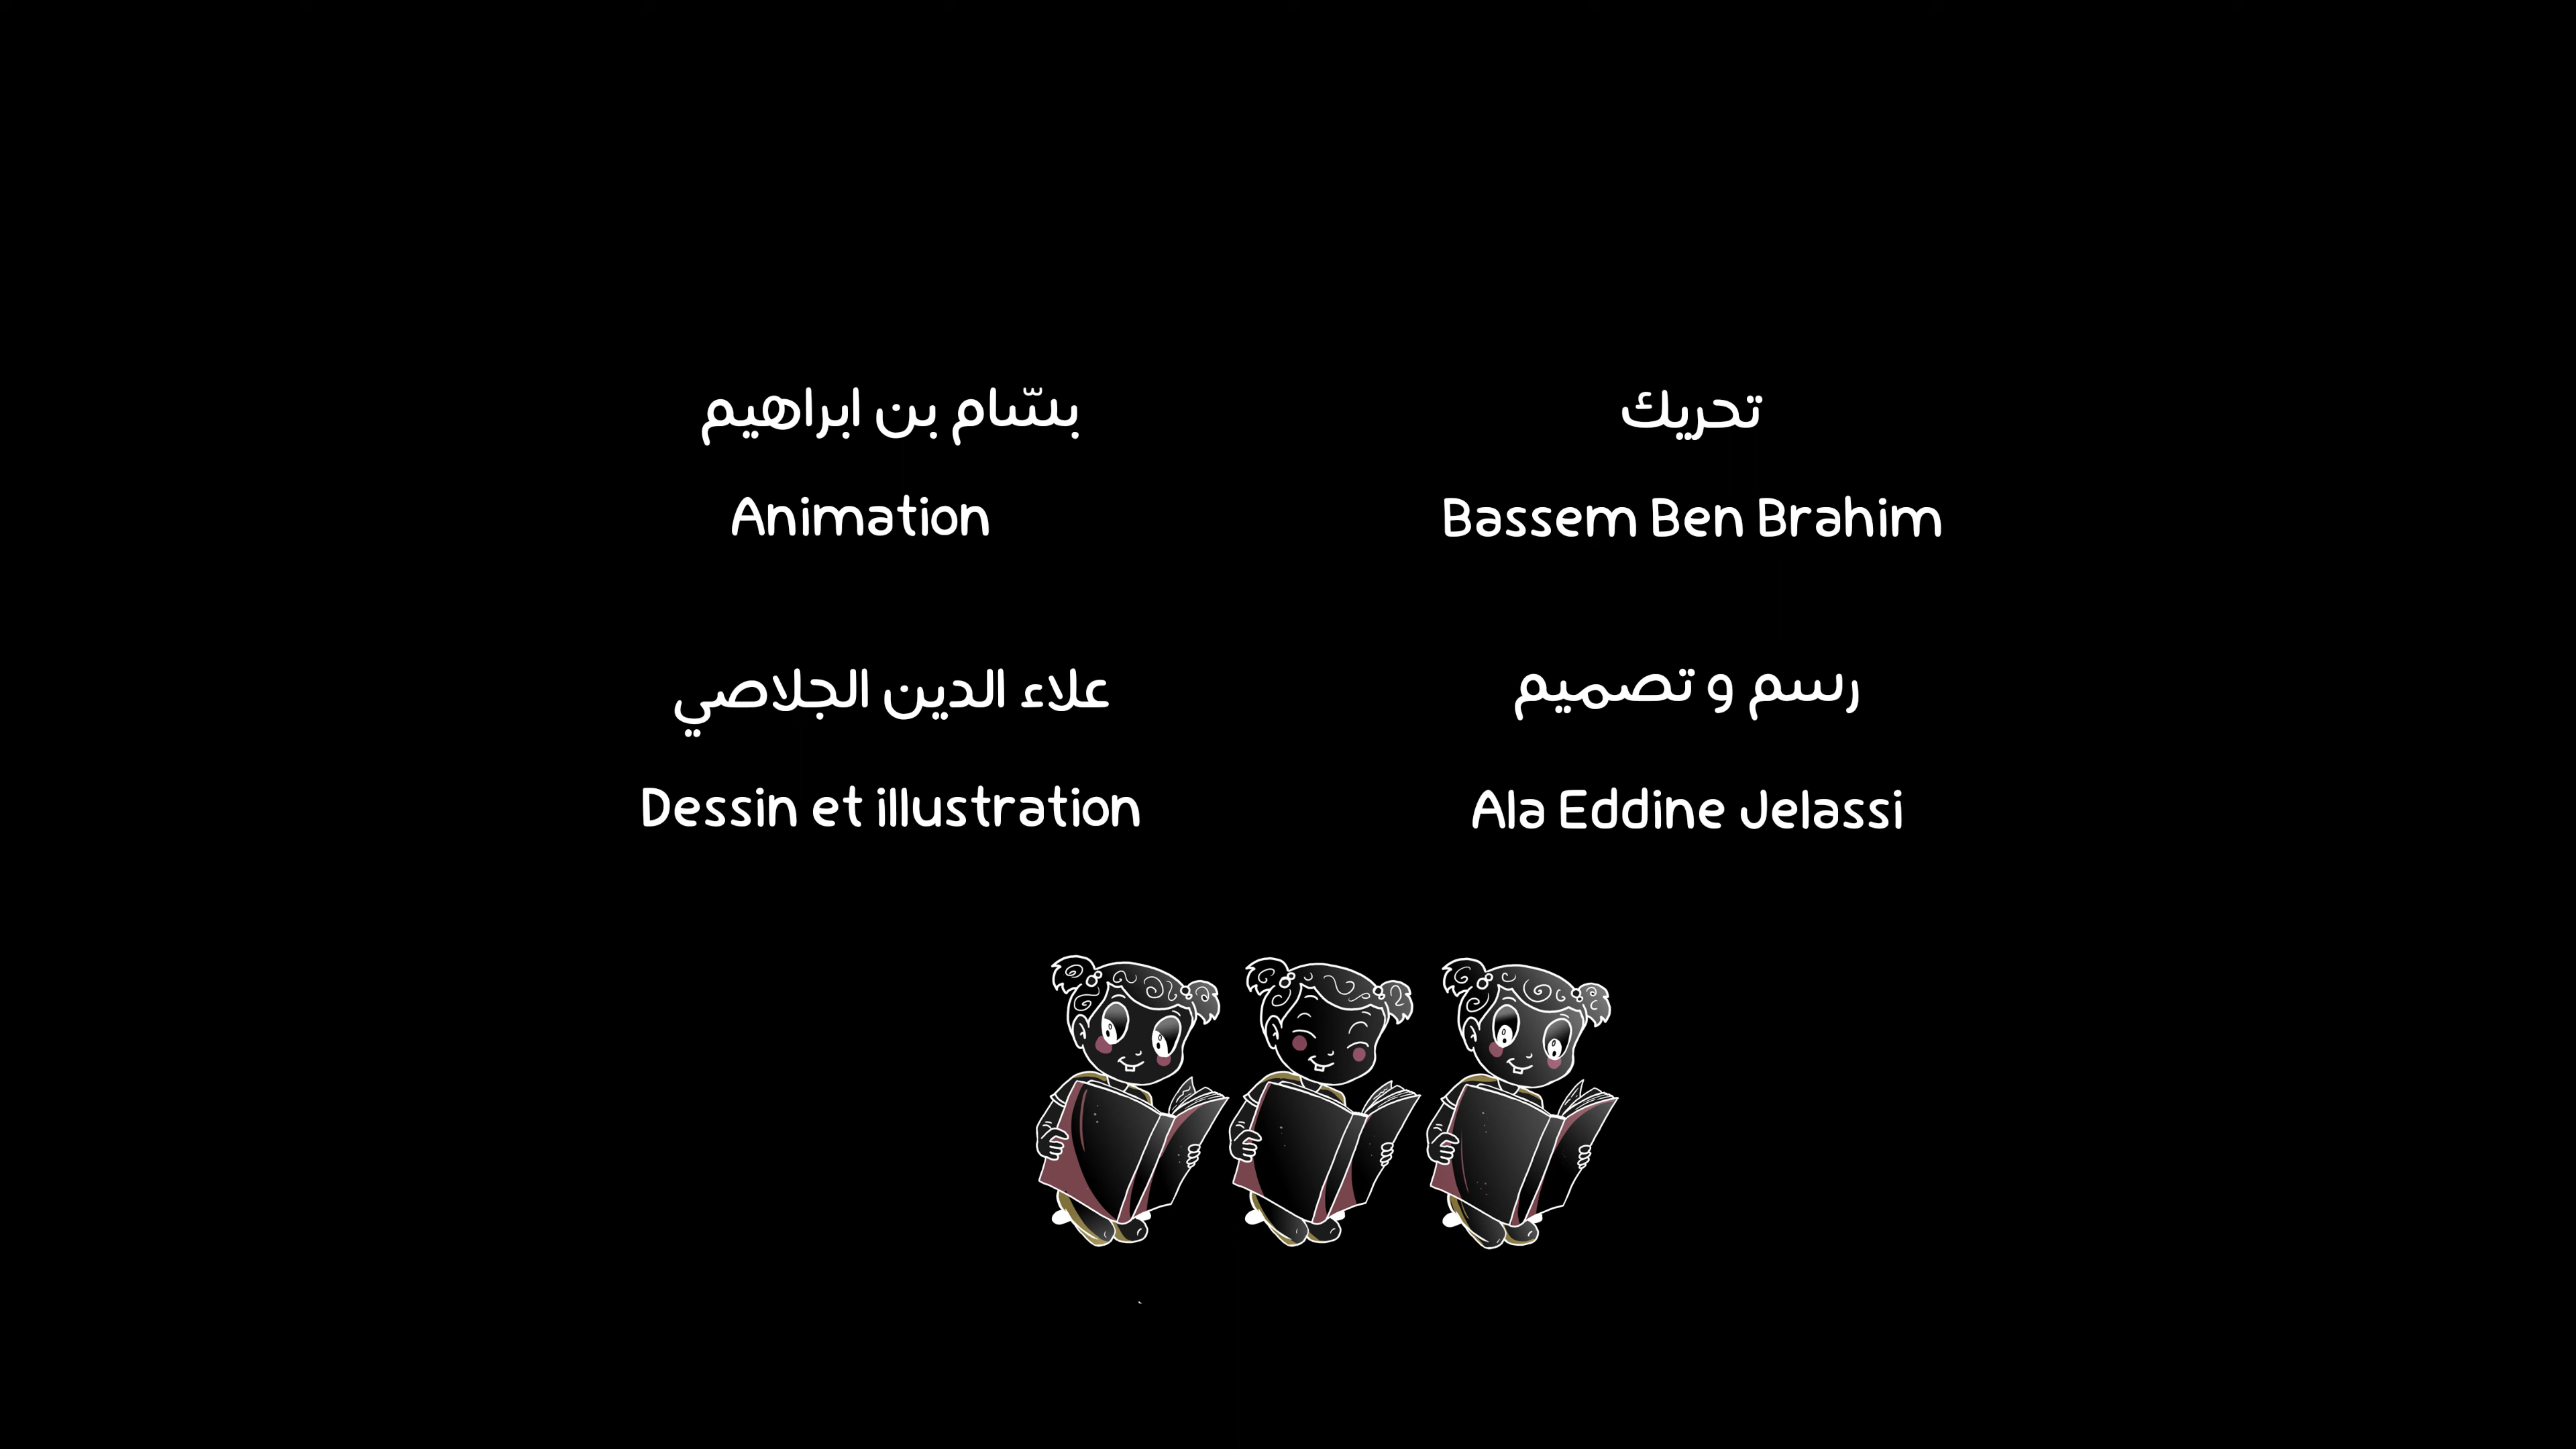 تحريك بسّام بن ابراهيم
Animation Bassem Ben Brahim
رسم و تصميم علاء الدين الجلاصي
Dessin et illustration Ala Eddine Jelassi